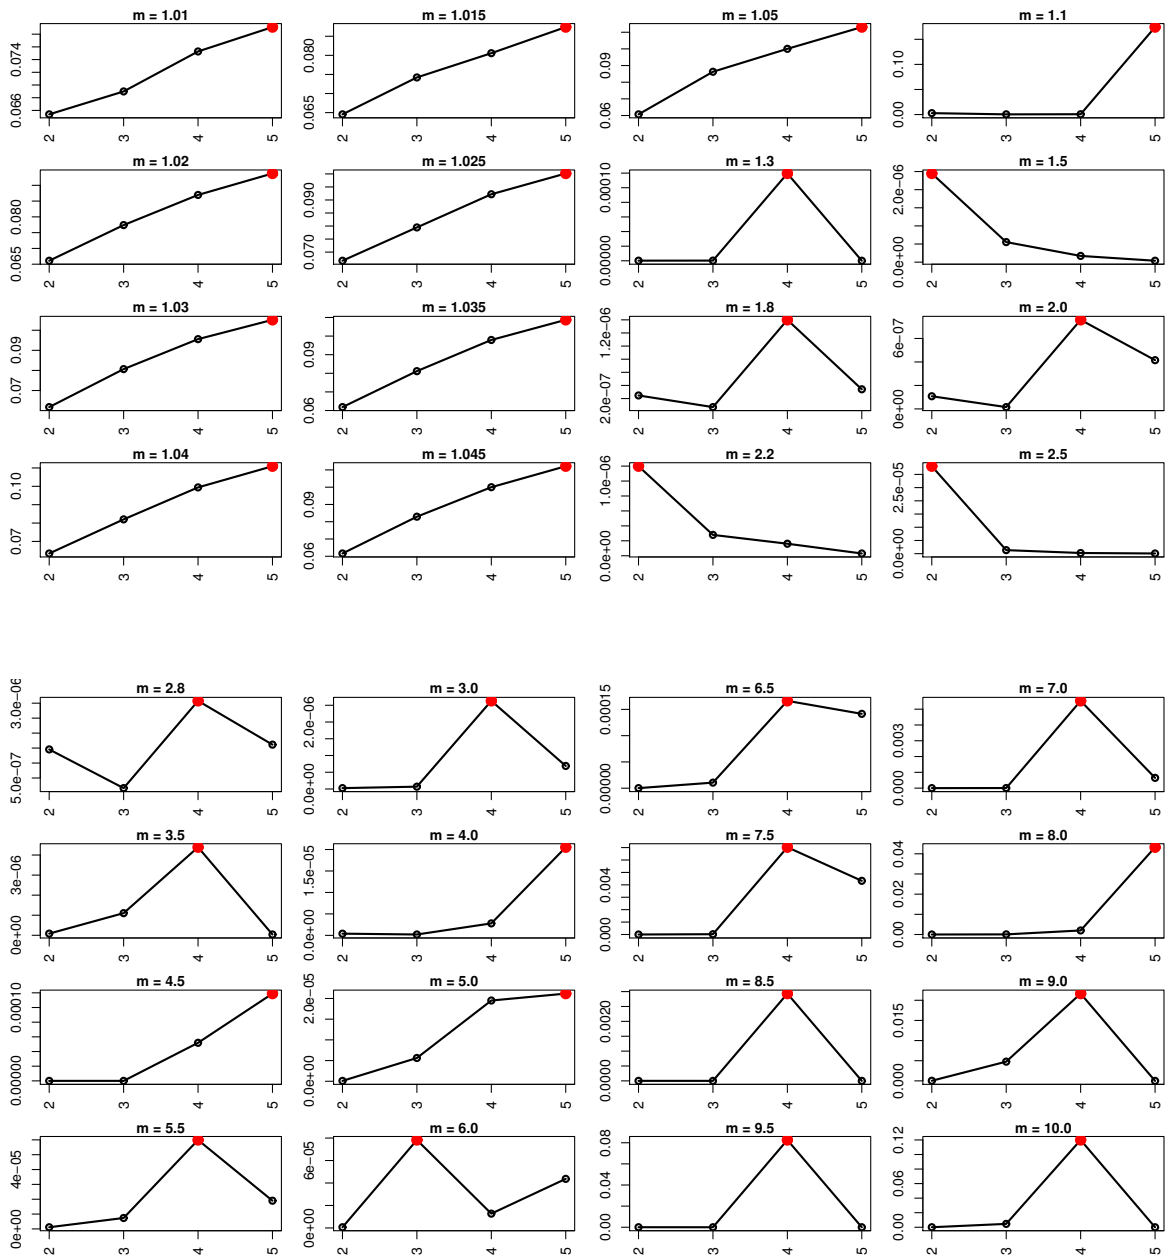 m = 1.01
0.074
0.066
2 3 4 5
m = 1.015
0.080
0.065
2 3 4 5
m = 1.05
0.09
0.06
2 3 4 5
m = 1.1
0.10
0.00
2 3 4 5
m = 1.02
0.080
0.065
2 3 4 5
m = 1.025
0.090
0.070
2 3 4 5
m = 1.3
0.00010
0.00000
2 3 4 5
m = 1.5
2.0e−06
0.0e+00
2 3 4 5
m = 1.03
0.09
0.07
2 3 4 5
m = 1.035
0.09
0.06
2 3 4 5
m = 1.8
1.2e−06
2.0e−07
2 3 4 5
m = 2.0
6e−07
0e+00
2 3 4 5
m = 1.04
0.10
0.07
2 3 4 5
m = 1.045
0.09
0.06
2 3 4 5
m = 2.2
1.0e−06
0.0e+00
2 3 4 5
m = 2.5
2.5e−05
0.0e+00
2 3 4 5
m = 2.8
3.0e−06
5.0e−07
2 3 4 5
m = 3.0
2.0e−06
0.0e+00
2 3 4 5
m = 6.5
0.00015
0.00000
2 3 4 5
m = 7.0
0.003
0.000
2 3 4 5
m = 3.5
3e−06
0e+00
2 3 4 5
m = 4.0
1.5e−05
0.0e+00
2 3 4 5
m = 7.5
0.004
0.000
2 3 4 5
m = 8.0
0.04
0.02
0.00
2 3 4 5
m = 4.5
0.00010
0.00000
2 3 4 5
m = 5.0
2.0e−05
0.0e+00
2 3 4 5
m = 8.5
0.0020
0.0000
2 3 4 5
m = 9.0
0.015
0.000
2 3 4 5
m = 5.5
4e−05
0e+00
2 3 4 5
m = 6.0
6e−05
0e+00
2 3 4 5
m = 9.5
0.08
0.04
0.00
2 3 4 5
m = 10.0
0.12
0.06
0.00
2 3 4 5